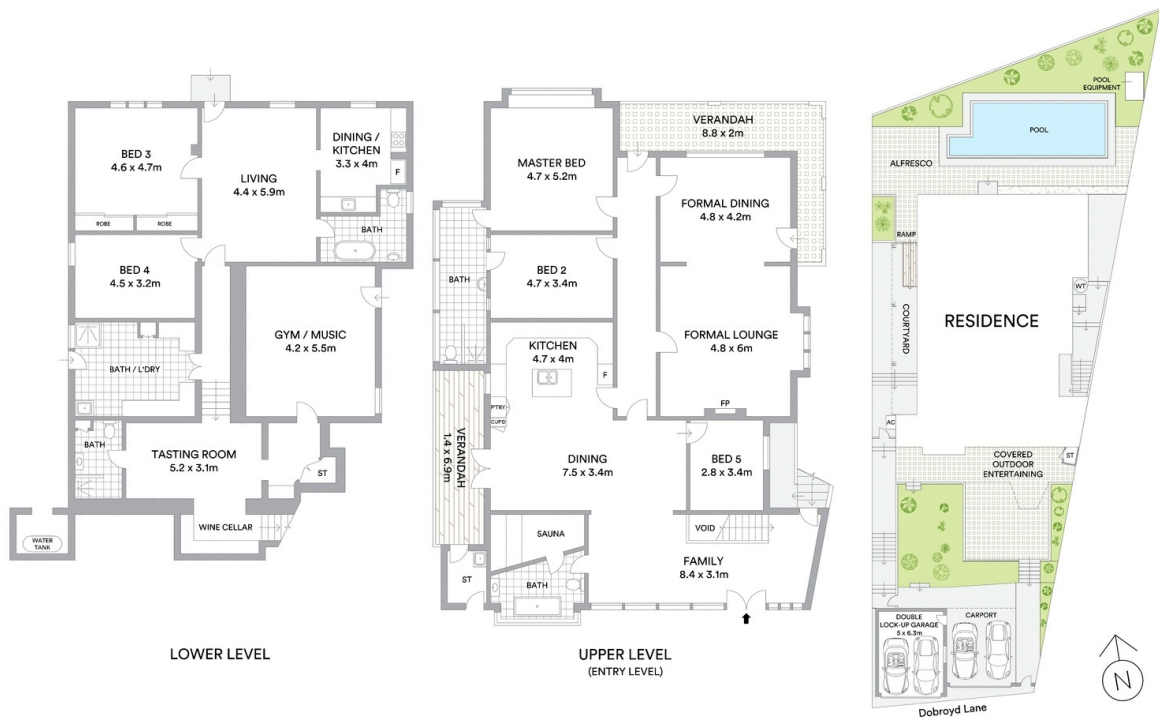 BED 3
4.6 x 4.7m
ROBE
ROBE
LIVING
4.4 x 5.9m
DINING /
KITCHEN
3.3 x 4m
F
BATH
BED 4
4.5 x 3.2m
GYM / MUSIC
4.2 x 5.5m
BATH / L'DRY
BATH
TASTING ROOM
5.2 x 3.1m
ST
WINE CELLAR
WATER
TANK
LOWER LEVEL
MASTER BED
4.7 x 5.2m
VERANDAH
8.8 x 2m
FORMAL DINING
4.8 x 4.2m
BATH
BED 2
4.7 x 3.4m
FORMAL LOUNGE
4.8 x 6m
FP
KITCHEN
4.7 x 4m
F
P'TRY
CUP'D
VERANDAH
1.4 x 6.9m
DINING
7.5 x 3.4m
BED 5
2.8 x 3.4m
SAUNA
VOID
FAMILY
8.4 x 3.1m
ST
BATH
UPPER LEVEL
(ENTRY LEVEL)
POOL
EQUIPMENT
POOL
ALFRESCO
RAMP
COURTYARD
WT
RESIDENCE
AC
ST
COVERED
OUTDOOR
ENTERTAINING
DOUBLE
LOCK-UP GARAGE
5 x 6.3m
CARPORT
Dobroyd Lane
N